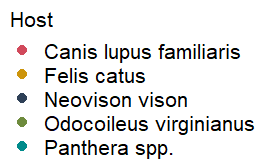 Host
Canis lupus familiaris
Felis catus
Neovison vison
Odocoileus virginianus
Panthera spp.